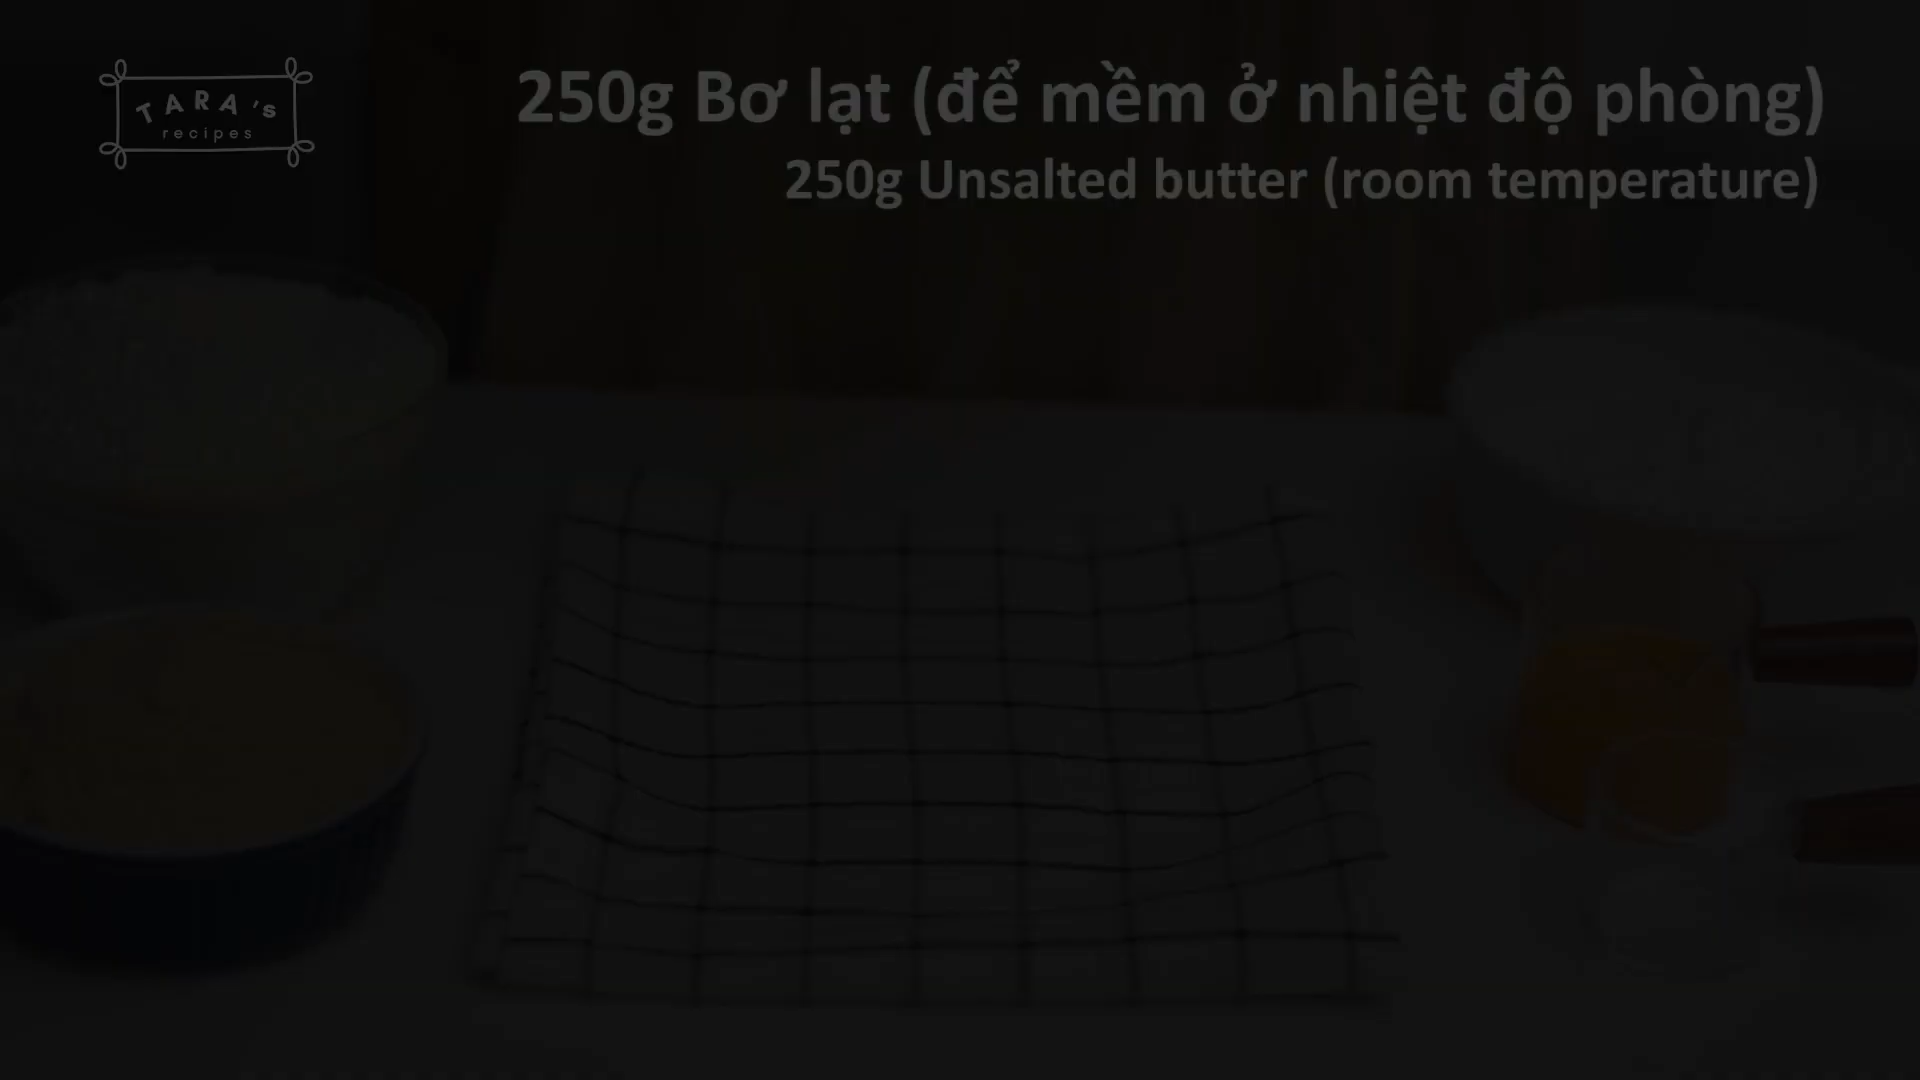 TARA's
recipes
250g Bơ lạt (để mềm ở nhiệt độ phòng)
250g Unsalted butter (room temperature)